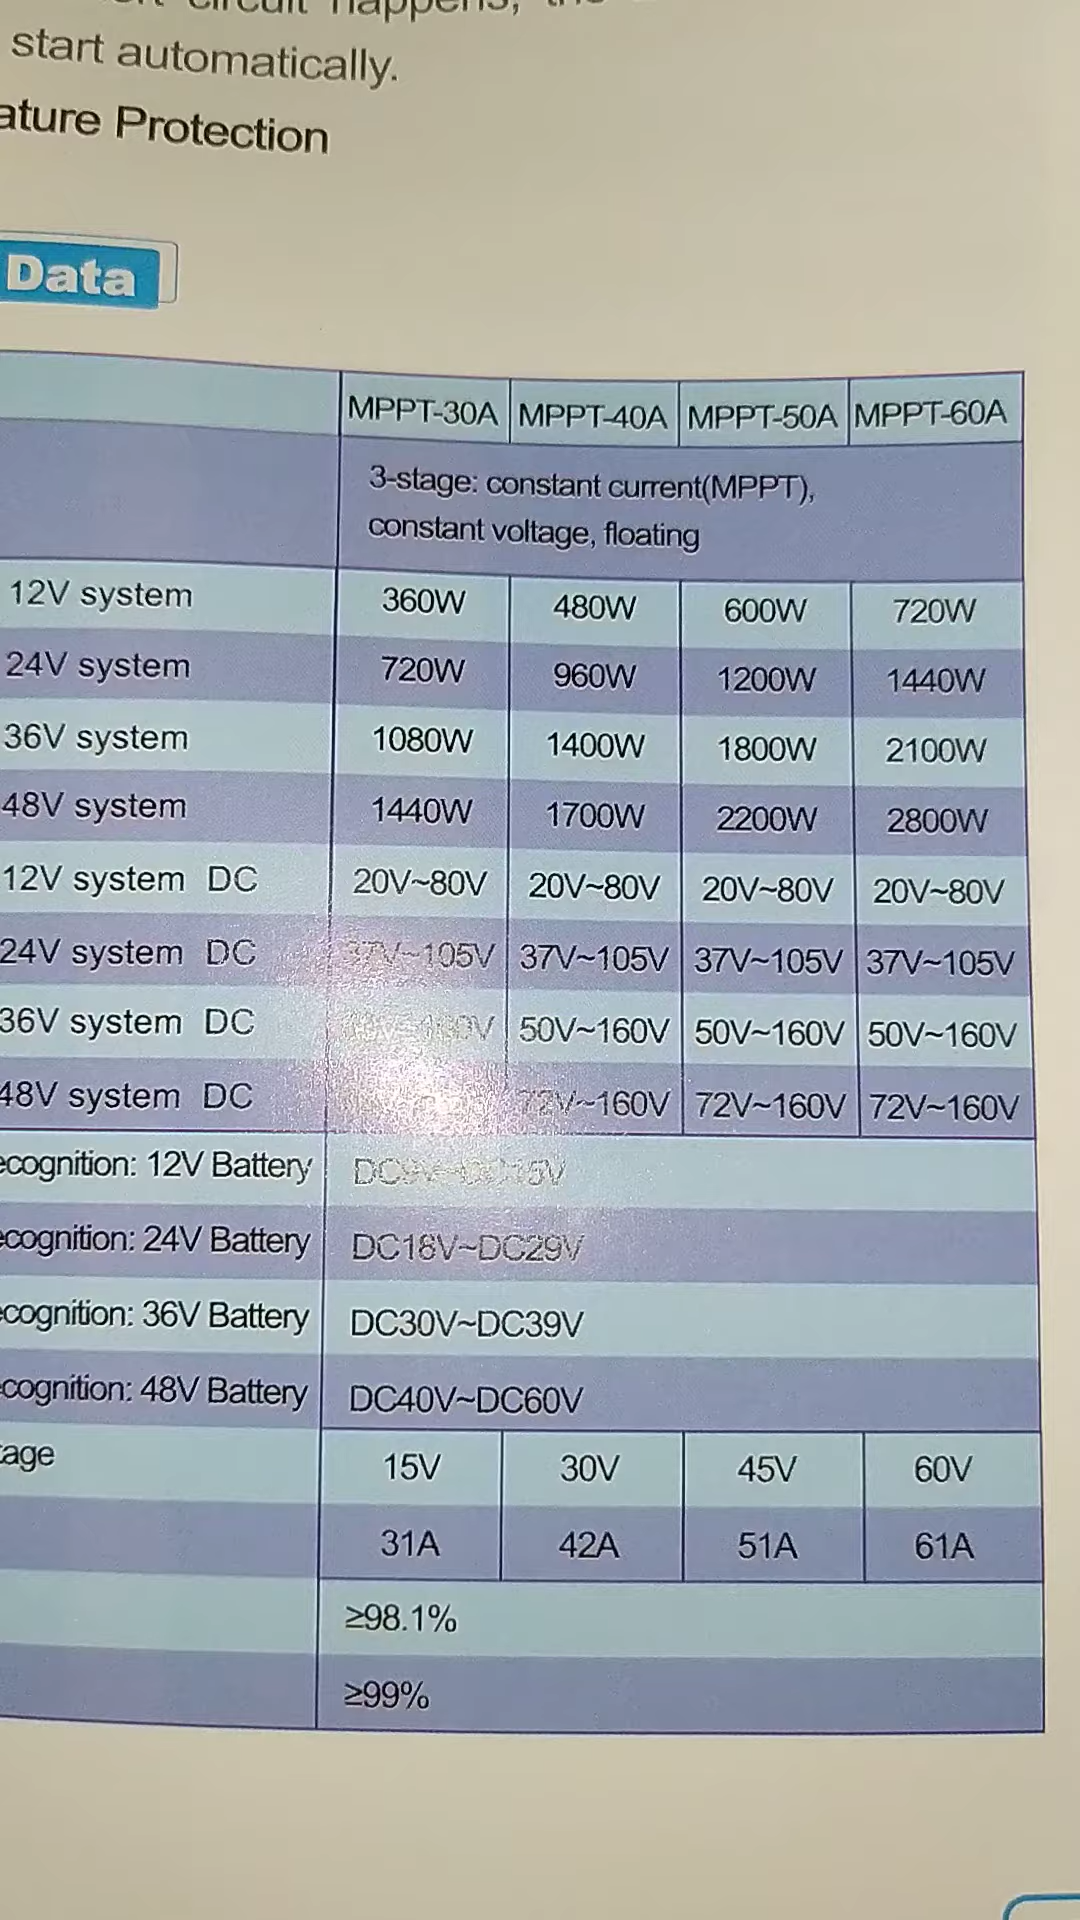 start automatically.
ature Protection
Data
MPPT-30A MPPT-40A MPPT-50A MPPT-60A
3-stage: constant current(MPPT),
constant voltage, floating
12V system 360W 480W 600W 720W
24V system 720W 960W 1200W 1440W
36V system 1080W 1400W 1800W 2100W
48V system 1440W 1700W 2200W 2800W
12V system DC 20V~80V 20V~80V 20V~80V 20V~80V
24V system DC 37V~105V 37V~105V 37V~105V 37V~105V
36V system DC 50V~160V 50V~160V 50V~160V
48V system DC 72V~160V 72V~160V 72V~160V
ecognition: 12V Battery
ecognition: 24V Battery DC18V~DC29V
ecognition: 36V Battery DC30V~DC39V
ecognition: 48V Battery DC40V~DC60V
tage 15V 30V 45V 60V
31A 42A 51A 61A
≥98.1%
≥99%